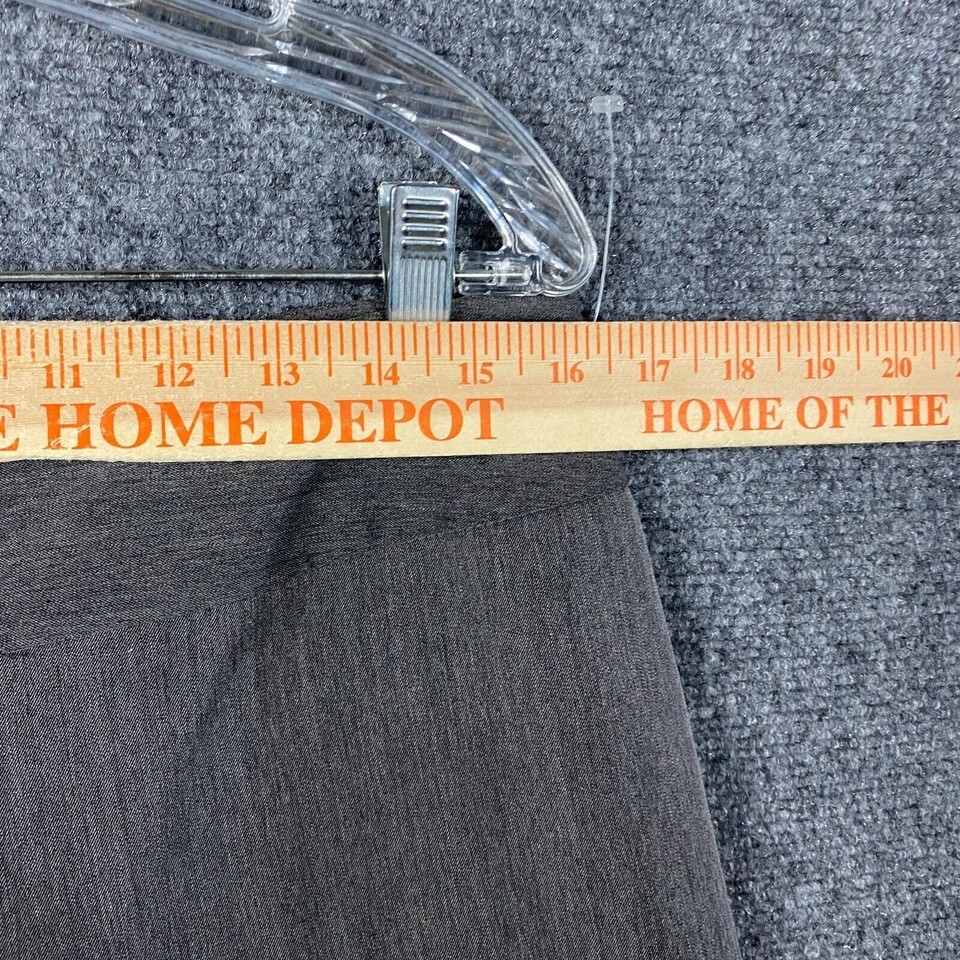 11 12 13 14 15 16 17 18 19 20
E HOME DEPOT HOME OF THE